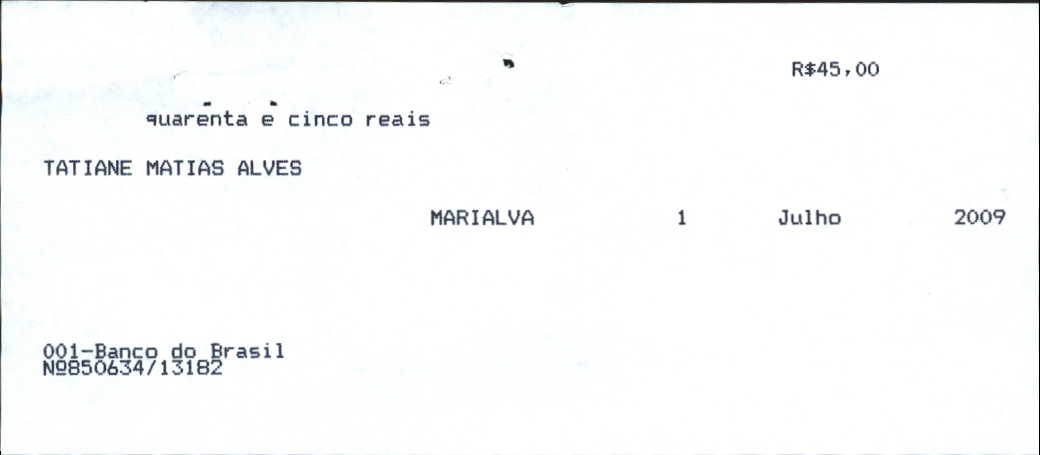 R$45,00
quarenta e cinco reais
TATIANE MATIAS ALVES
MARIALVA 1 Julho 2009
001-Banco do Brasil
Nº850634/13182